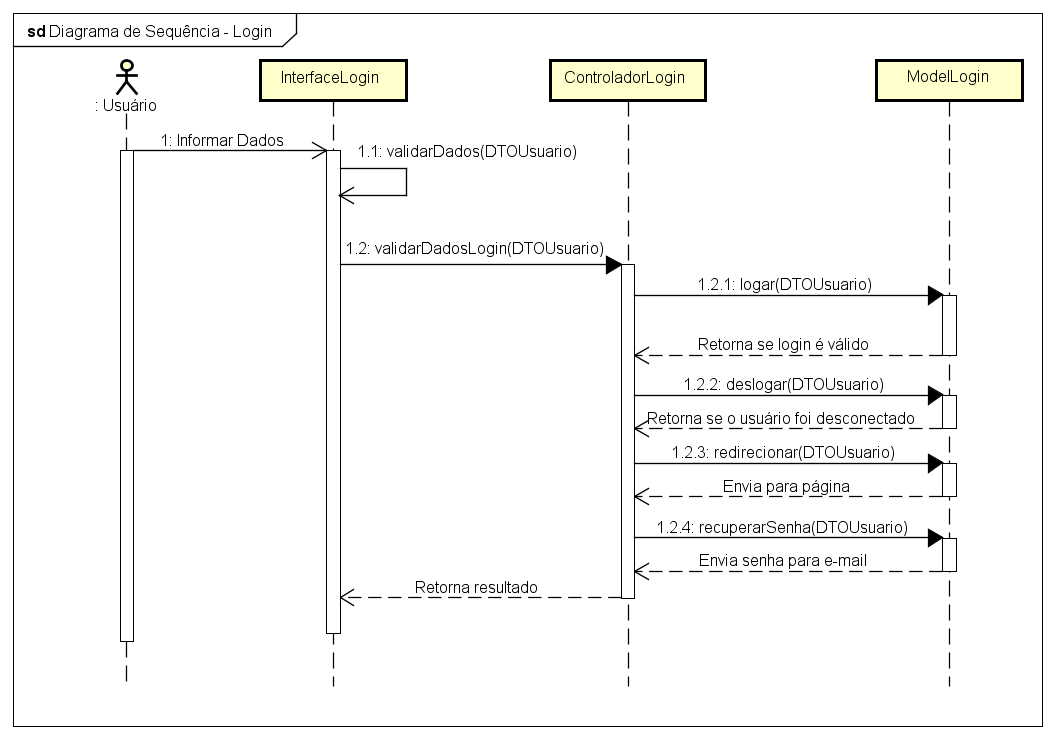 sd Diagrama de Sequência - Login
: Usuário
InterfaceLogin
ControladorLogin
ModelLogin
1: Informar Dados
1.1: validarDados(DTOUsuario)
1.2: validarDadosLogin(DTOUsuario)
1.2.1: logar(DTOUsuario)
Retorna se login é válido
1.2.2: deslogar(DTOUsuario)
Retorna se o usuário foi desconectado
1.2.3: redirecionar(DTOUsuario)
Envia para página
1.2.4: recuperarSenha(DTOUsuario)
Envia senha para e-mail
Retorna resultado